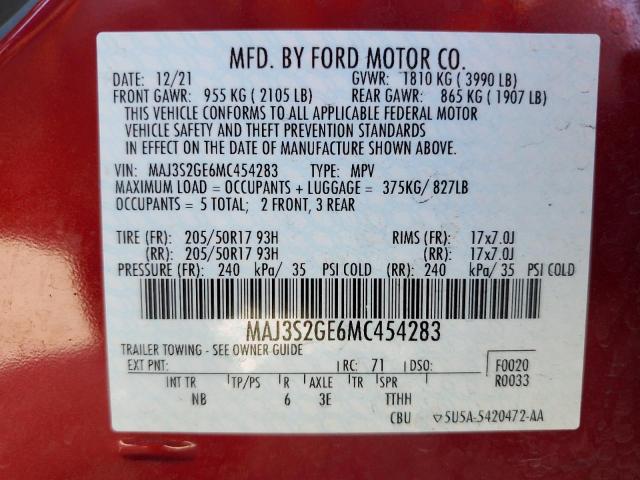 MFD. BY FORD MOTOR CO.
DATE: 12/21 GVWR: 1810 KG ( 3990 LB)
FRONT GAWR: 955 KG ( 2105 LB) REAR GAWR: 865 KG ( 1907 LB)
THIS VEHICLE CONFORMS TO ALL APPLICABLE FEDERAL MOTOR
VEHICLE SAFETY AND THEFT PREVENTION STANDARDS
IN EFFECT ON THE DATE OF MANUFACTURE SHOWN ABOVE.
VIN: MAJ3S2GE6MC454283 TYPE: MPV
MAXIMUM LOAD = OCCUPANTS + LUGGAGE = 375KG/ 827LB
OCCUPANTS = 5 TOTAL; 2 FRONT, 3 REAR
TIRE (FR): 205/50R17 93H RIMS (FR): 17x7.0J
(RR): 205/50R17 93H (RR): 17x7.0J
PRESSURE (FR): 240 kPa/ 35 PSI COLD (RR): 240 kPa/ 35 PSI COLD
MAJ3S2GE6MC454283
TRAILER TOWING - SEE OWNER GUIDE
EXT PNT: RC: 71 DSO: F0020
R0033
INT TR TP/PS R AXLE TR SPR
NB 6 3E TTHH
CBU ▽5U5A-5420472-AA